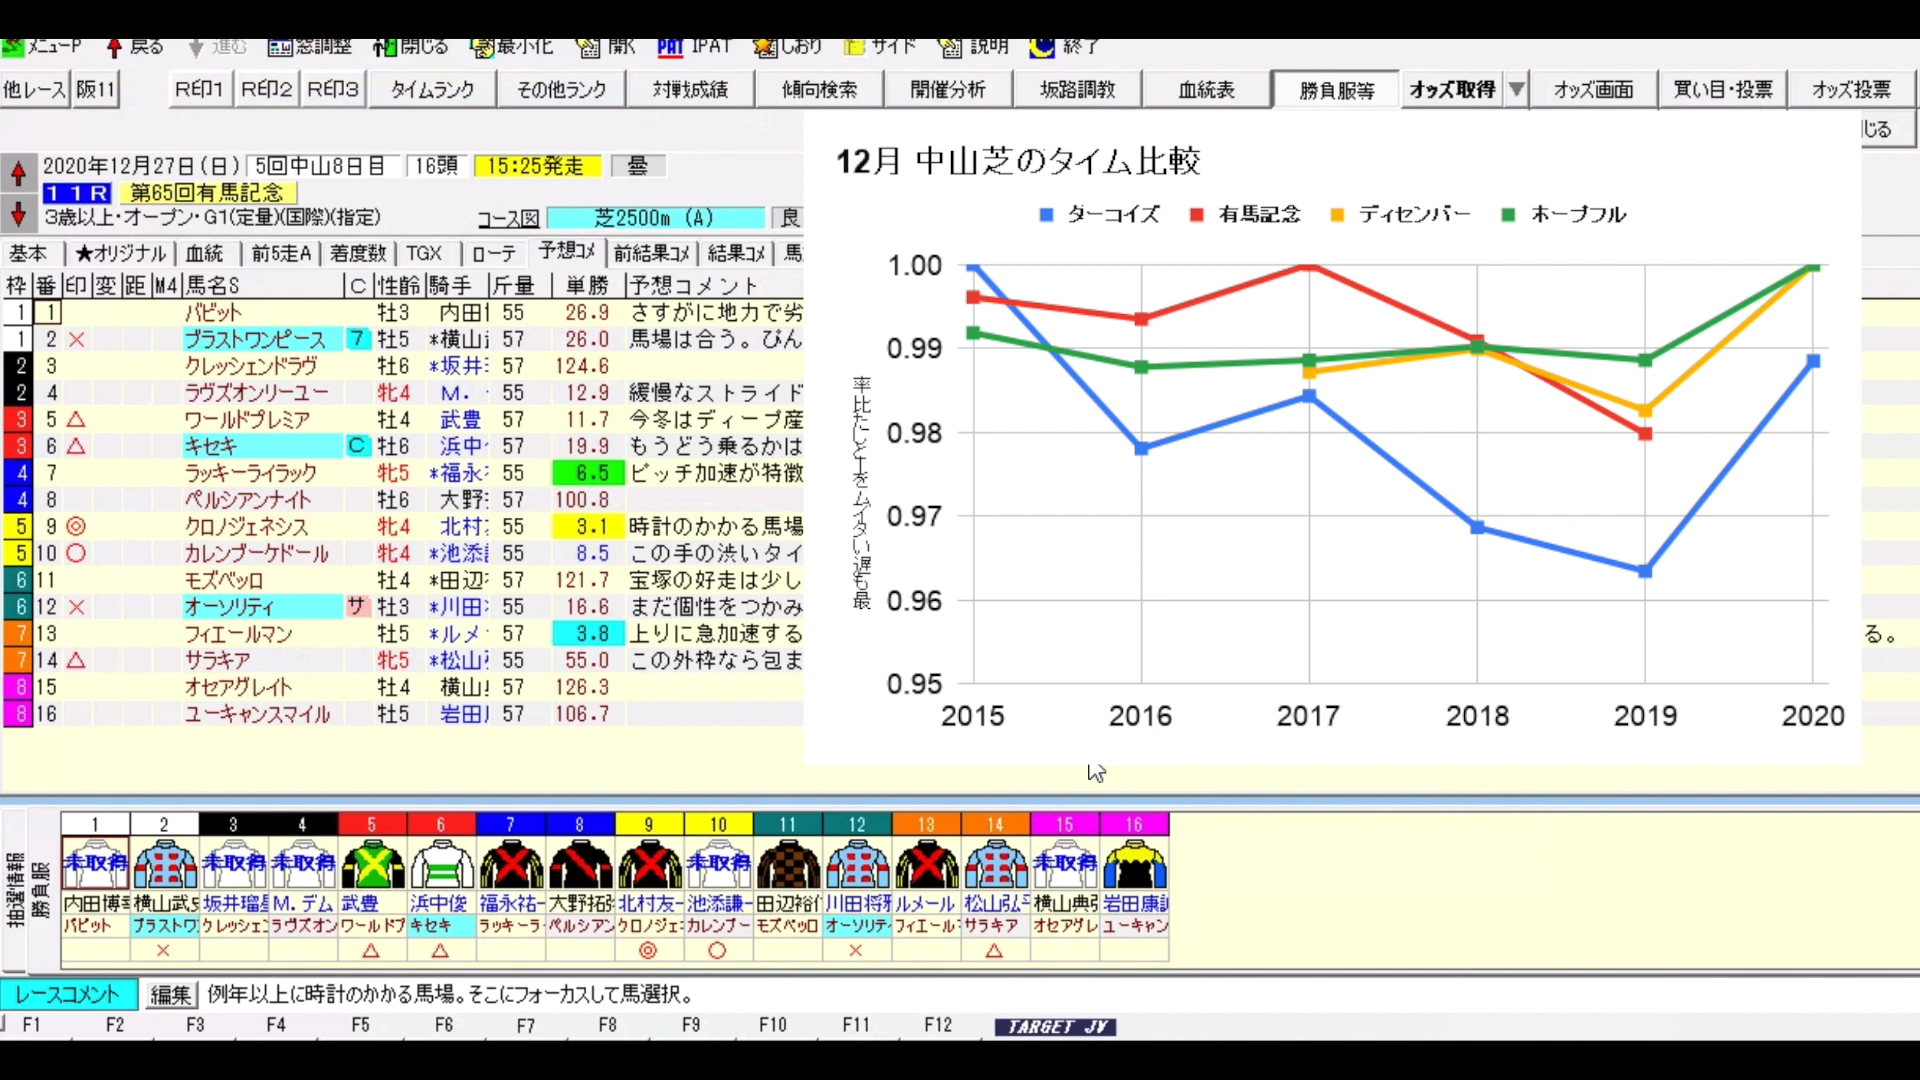 メニューP 戻る 進む 窓調整 閉じる 最小化 開く PAT IPAT しおり サイド 説明 終了
他レース 阪11 R印1 R印2 R印3 タイムランク その他ランク 対戦成績 傾向検索 開催分析 坂路調教 血統表 勝負服等 オッズ取得 オッズ画面 買い目・投票 オッズ投票
じる
2020年12月27日(日) 5回中山8日目 16頭 15:25発走 曇
11R 第65回有馬記念
3歳以上・オープン・G1(定量)(国際)(指定) コース図 芝2500m (A) 良
基本 ★オリジナル 血統 前5走A 着度数 TGX ローテ 予想コメ 前結果コメ 結果コメ 馬
枠 番 印 変 距 M4 馬名S C 性齢 騎手 斤量 単勝 予想コメント
1 1 バビット 牡3 内田 55 26.9 さすがに地力で劣
1 2 × ブラストワンピース 7 牡5 *横山 57 26.0 馬場は合う。びん
2 3 クレッシェンドラヴ 牡6 *坂井 57 124.6
2 4 ラヴズオンリーユー 牝4 M. 55 12.9 緩慢なストライド
3 5 △ ワールドプレミア 牡4 武豊 57 11.7 今冬はディープ産
3 6 △ キセキ C 牡6 浜中 57 19.9 もうどう乗るかは
4 7 ラッキーライラック 牝5 *福永 55 6.5 ピッチ加速が特徴
4 8 ペルシアンナイト 牡6 大野 57 100.8
5 9 ◎ クロノジェネシス 牝4 北村 55 3.1 時計のかかる馬場
5 10 ○ カレンブーケドール 牝4 *池添 55 8.5 この手の渋いタイ
6 11 モズベッロ 牡4 *田辺 57 121.7 宝塚の好走は少し
6 12 × オーソリティ サ 牡3 *川田 55 16.6 まだ個性をつかみ
7 13 フィエールマン 牡5 *ルメ 57 3.8 上りに急加速する
る。
7 14 △ サラキア 牝5 *松山 55 55.0 この外枠なら包ま
8 15 オセアグレイト 牡4 横山 57 126.3
8 16 ユーキャンスマイル 牡5 岩田 57 106.7
12月 中山芝のタイム比較
ターコイズ 有馬記念 ディセンバー ホープフル
最も遅いタイムを1とした比率
1.00
0.99
0.98
0.97
0.96
0.95
2015 2016 2017 2018 2019 2020
抽選情報
勝負服
1 2 3 4 5 6 7 8 9 10 11 12 13 14 15 16
未取得 未取得 未取得 未取得 未取得
内田博 横山武 坂井瑠 M.デム 武豊 浜中俊 福永祐一 大野拓 北村友一 池添謙一 田辺裕 川田将 ルメール 松山弘 横山典 岩田康
バビット ブラストワ クレッシェ ラヴズオン ワールドプ キセキ ラッキーラ ペルシアン クロノジェ カレンブー モズベッロ オーソリティ フィエール サラキア オセアグレ ユーキャン
× △ △ ◎ ○ × △
レースコメント 編集 例年以上に時計のかかる馬場。そこにフォーカスして馬選択。
F1 F2 F3 F4 F5 F6 F7 F8 F9 F10 F11 F12 TARGET JV